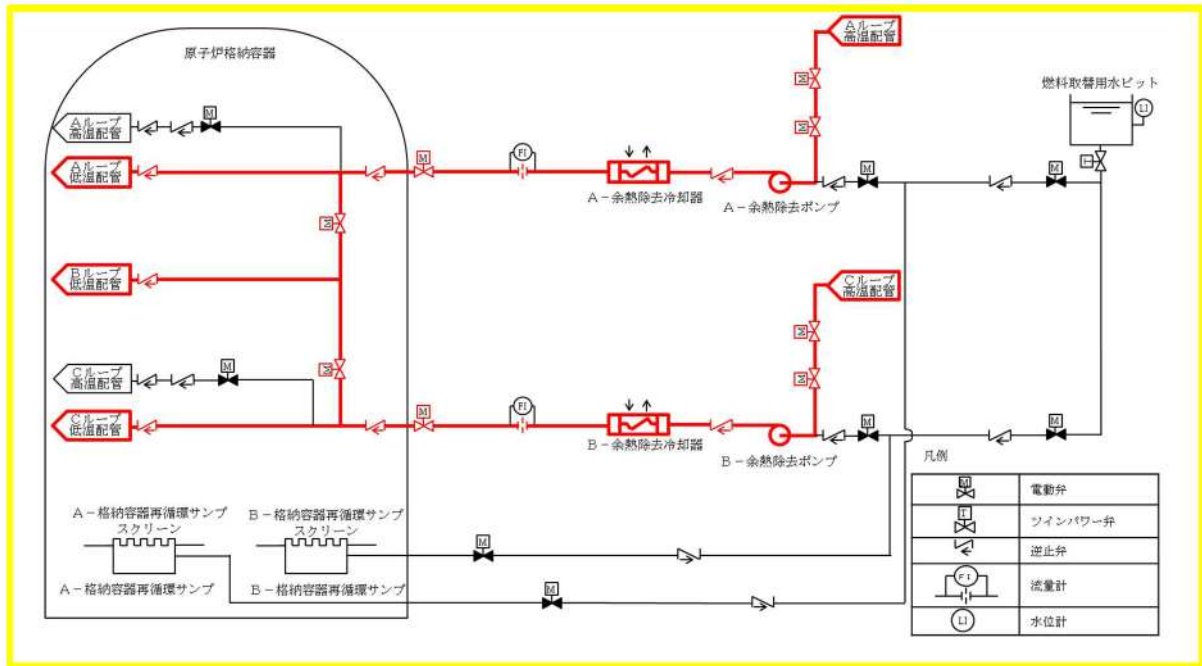 原子炉格納容器
Aループ
高温配管
M
Aループ
高温配管
M
M
燃料取替用水ピット
LI
T
Aループ
低温配管
M
FI
A-余熱除去冷却器
A-余熱除去ポンプ
M
M
M
Bループ
低温配管
Cループ
高温配管
M
M
Cループ
高温配管
M
M
Cループ
低温配管
M
FI
B-余熱除去冷却器
B-余熱除去ポンプ
M
M
A-格納容器再循環サンプ
スクリーン
B-格納容器再循環サンプ
スクリーン
M
A-格納容器再循環サンプ
B-格納容器再循環サンプ
M
凡例
M
電動弁
T
ツインパワー弁
逆止弁
FI
流量計
LI
水位計